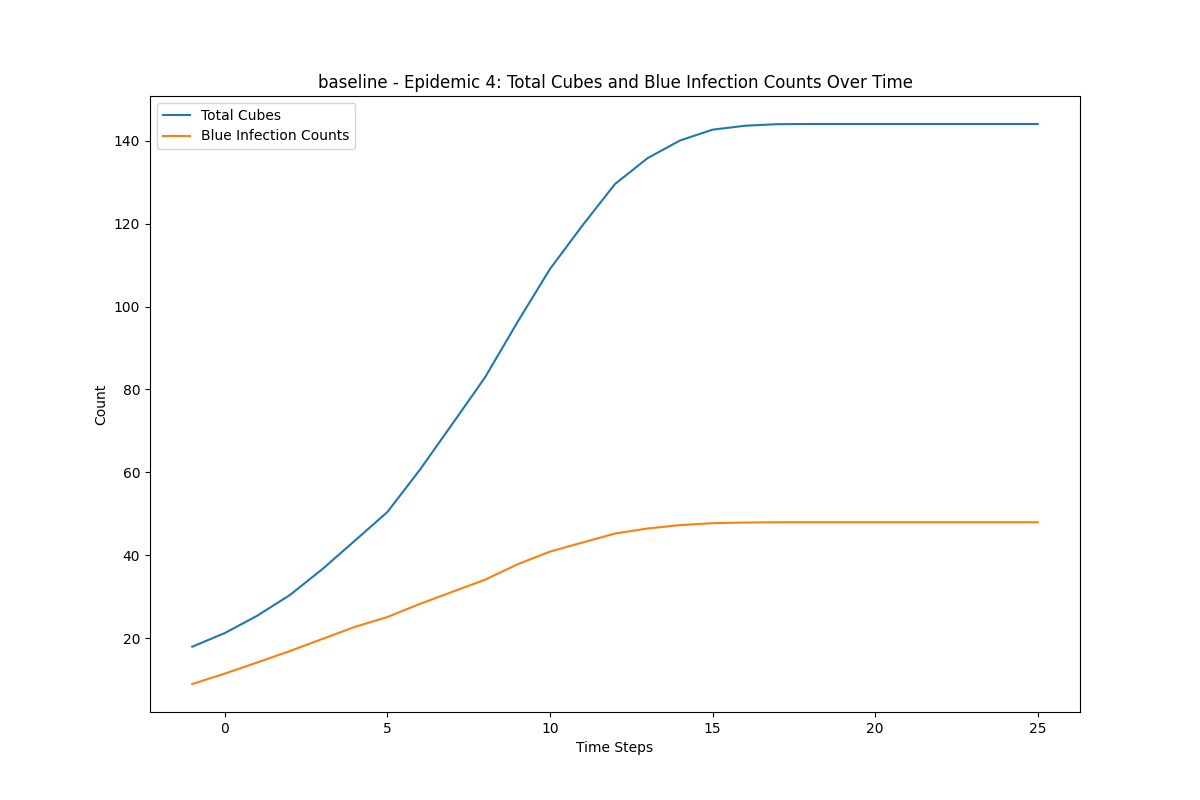 baseline - Epidemic 4: Total Cubes and Blue Infection Counts Over Time
Total Cubes
Blue Infection Counts
140
120
100
80
60
40
20
Count
0 5 10 15 20 25
Time Steps